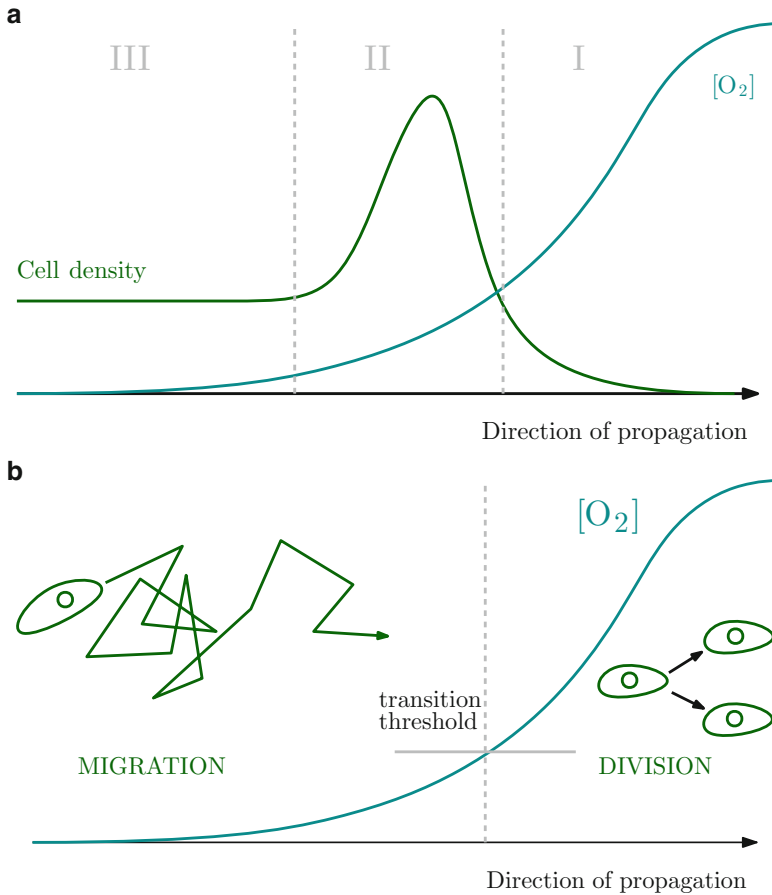 a
III
II
I
[O₂]
Cell density
Direction of propagation
b
[O₂]
transition
threshold
MIGRATION
DIVISION
Direction of propagation